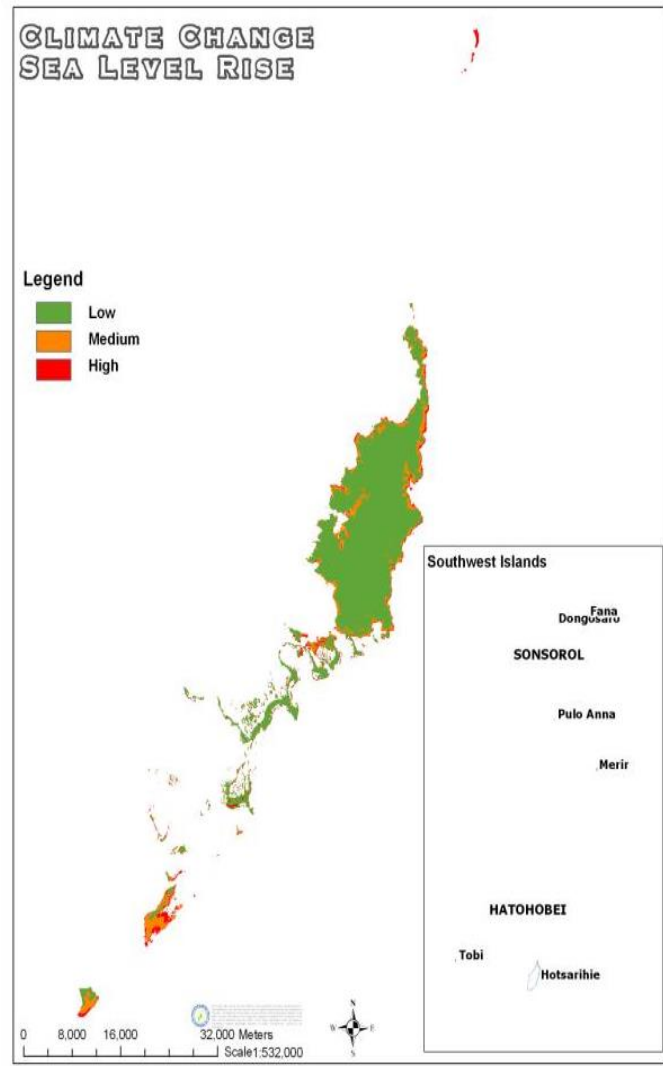 CLIMATE CHANGE
SEA LEVEL RISE
Legend
Low
Medium
High
Southwest Islands
Fana
Dongosaro
SONSOROL
Pulo Anna
Merir
HATOHOBEI
Tobi
Hotsarihie
N
W E
S
0 8,000 16,000 32,000 Meters
Scale1:532,000